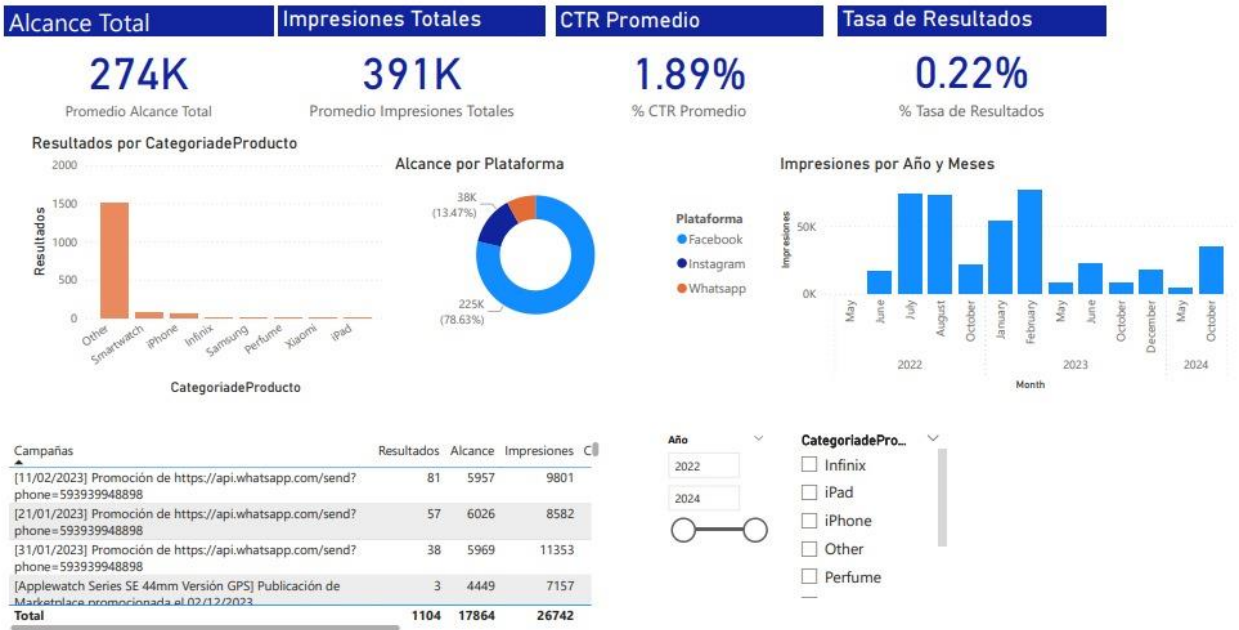 Alcance Total
Impresiones Totales
CTR Promedio
Tasa de Resultados
274K
Promedio Alcance Total
391K
Promedio Impresiones Totales
1.89%
% CTR Promedio
0.22%
% Tasa de Resultados
Resultados por CategoriadeProducto
2000
1500
1000
500
0
Resultados
Other
Smartwatch
iPhone
Infinix
Samsung
Perfume
Xiaomi
iPad
CategoriadeProducto
Alcance por Plataforma
38K
(13.47%)
225K
(78.63%)
Plataforma
Facebook
Instagram
Whatsapp
Impresiones por Año y Meses
Impresiones
50K
0K
May
June
July
August
October
January
February
May
June
October
December
May
October
2022
2023
2024
Month
Campañas Resultados Alcance Impresiones C
[11/02/2023] Promoción de https://api.whatsapp.com/send? 81 5957 9801
phone=593939948898
[21/01/2023] Promoción de https://api.whatsapp.com/send? 57 6026 8582
phone=593939948898
[31/01/2023] Promoción de https://api.whatsapp.com/send? 38 5969 11353
phone=593939948898
[Applewatch Series SE 44mm Versión GPS] Publicación de 3 4449 7157
Marketplace promocionada el 02/12/2023
Total 1104 17864 26742
Año
2022
2024
CategoriadePro...
Infinix
iPad
iPhone
Other
Perfume